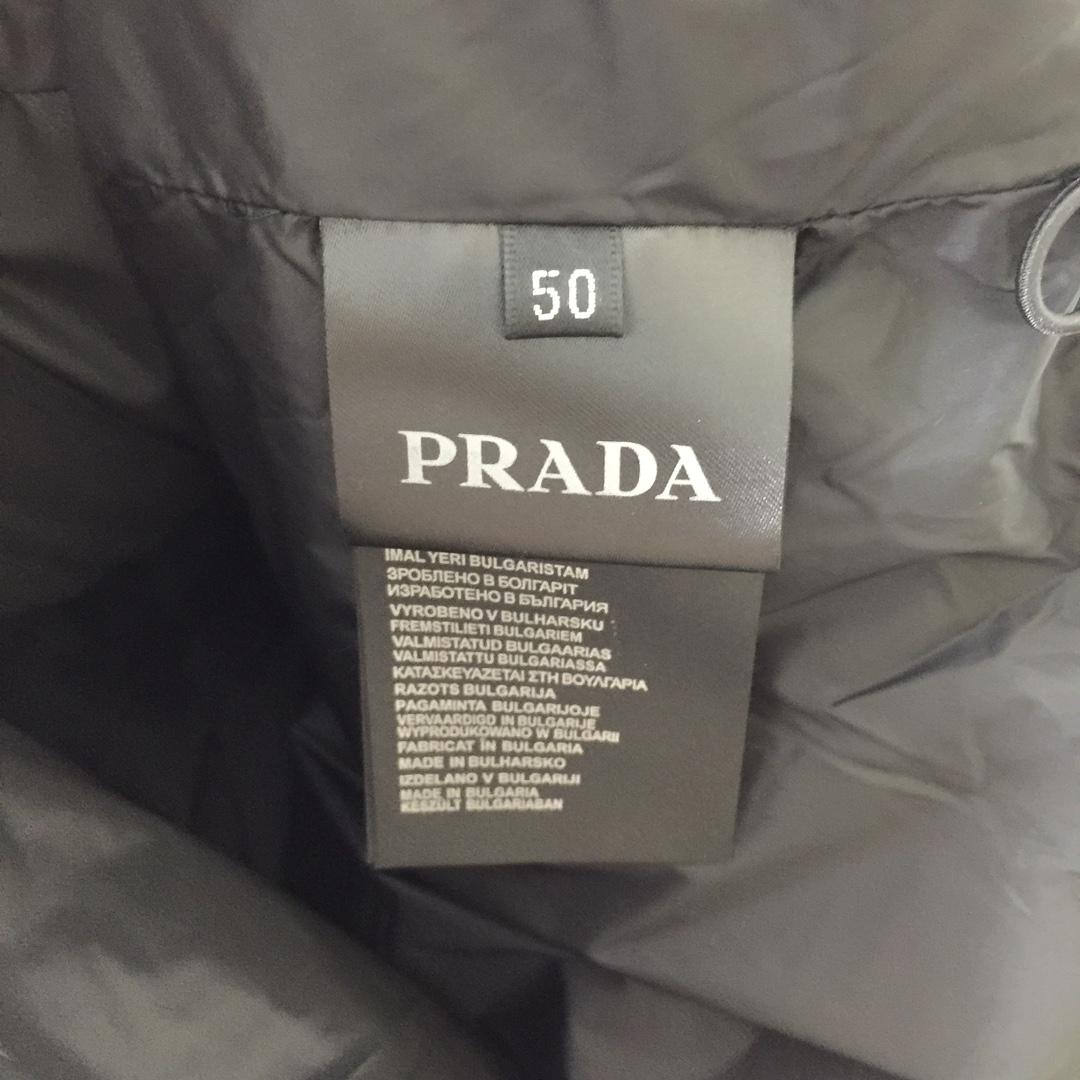 50
PRADA
IMAL YERI BULGARISTAM
ЗРОБЛЕНО В БОЛГАРІТ
ИЗРАБОТЕНО В БЪЛГАРИЯ
VYROBENO V BULHARSKU
FREMSTILIETI BULGARIEM
VALMISTATUD BULGAARIAS
VALMISTATTU BULGARIASSA
ΚΑΤΑΣΚΕΥΑΖΕΤΑΙ ΣΤΗ ΒΟΥΛΓΑΡΙΑ
RAZOTS BULGARIJA
PAGAMINTA BULGARIJOJE
VERVAARDIGD IN BULGARIJE
WYPRODUKOWANO W BULGARII
FABRICAT ÎN BULGARIA
MADE IN BULHARSKO
IZDELANO V BULGARIJI
MADE IN BULGARIA
KESZULT BULGARIABAN